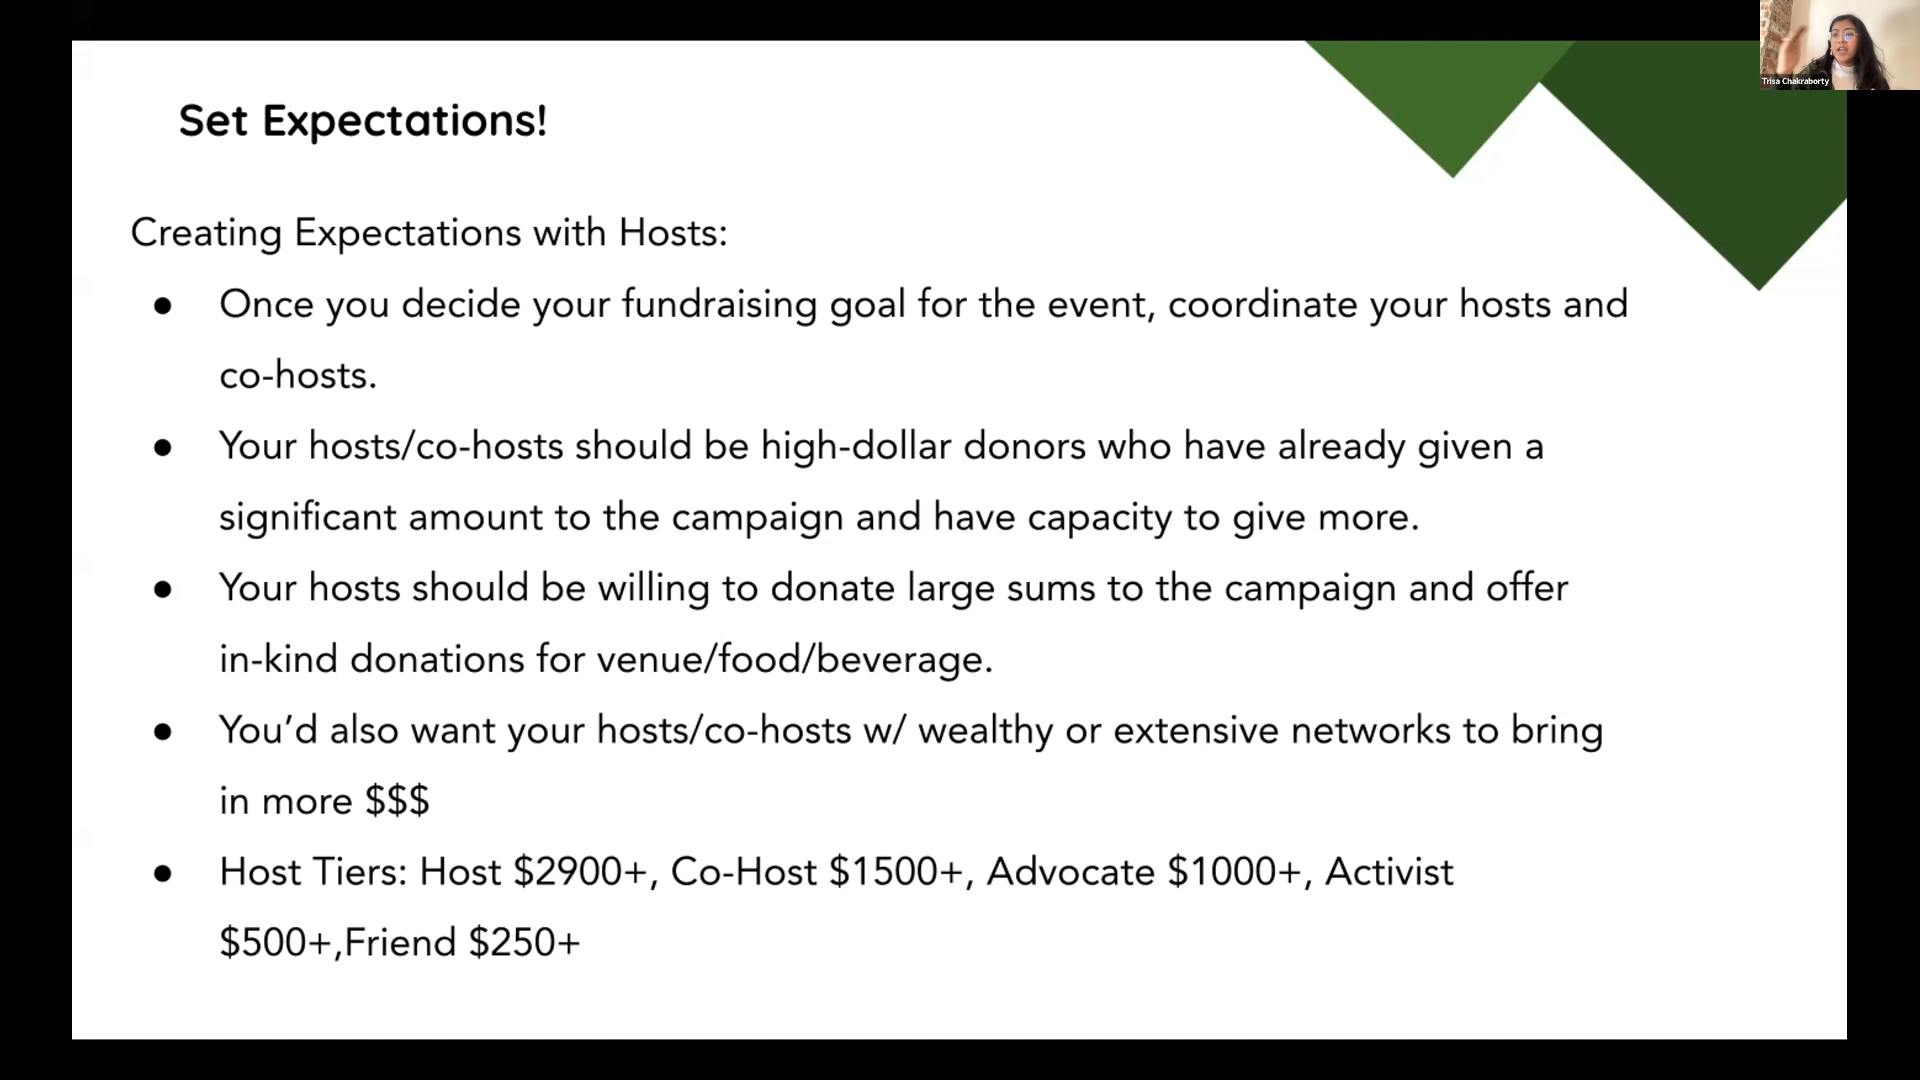 Trisa Chakraborty
Set Expectations!
Creating Expectations with Hosts:
● Once you decide your fundraising goal for the event, coordinate your hosts and
co-hosts.
● Your hosts/co-hosts should be high-dollar donors who have already given a
significant amount to the campaign and have capacity to give more.
● Your hosts should be willing to donate large sums to the campaign and offer
in-kind donations for venue/food/beverage.
● You’d also want your hosts/co-hosts w/ wealthy or extensive networks to bring
in more $$$
● Host Tiers: Host $2900+, Co-Host $1500+, Advocate $1000+, Activist
$500+,Friend $250+